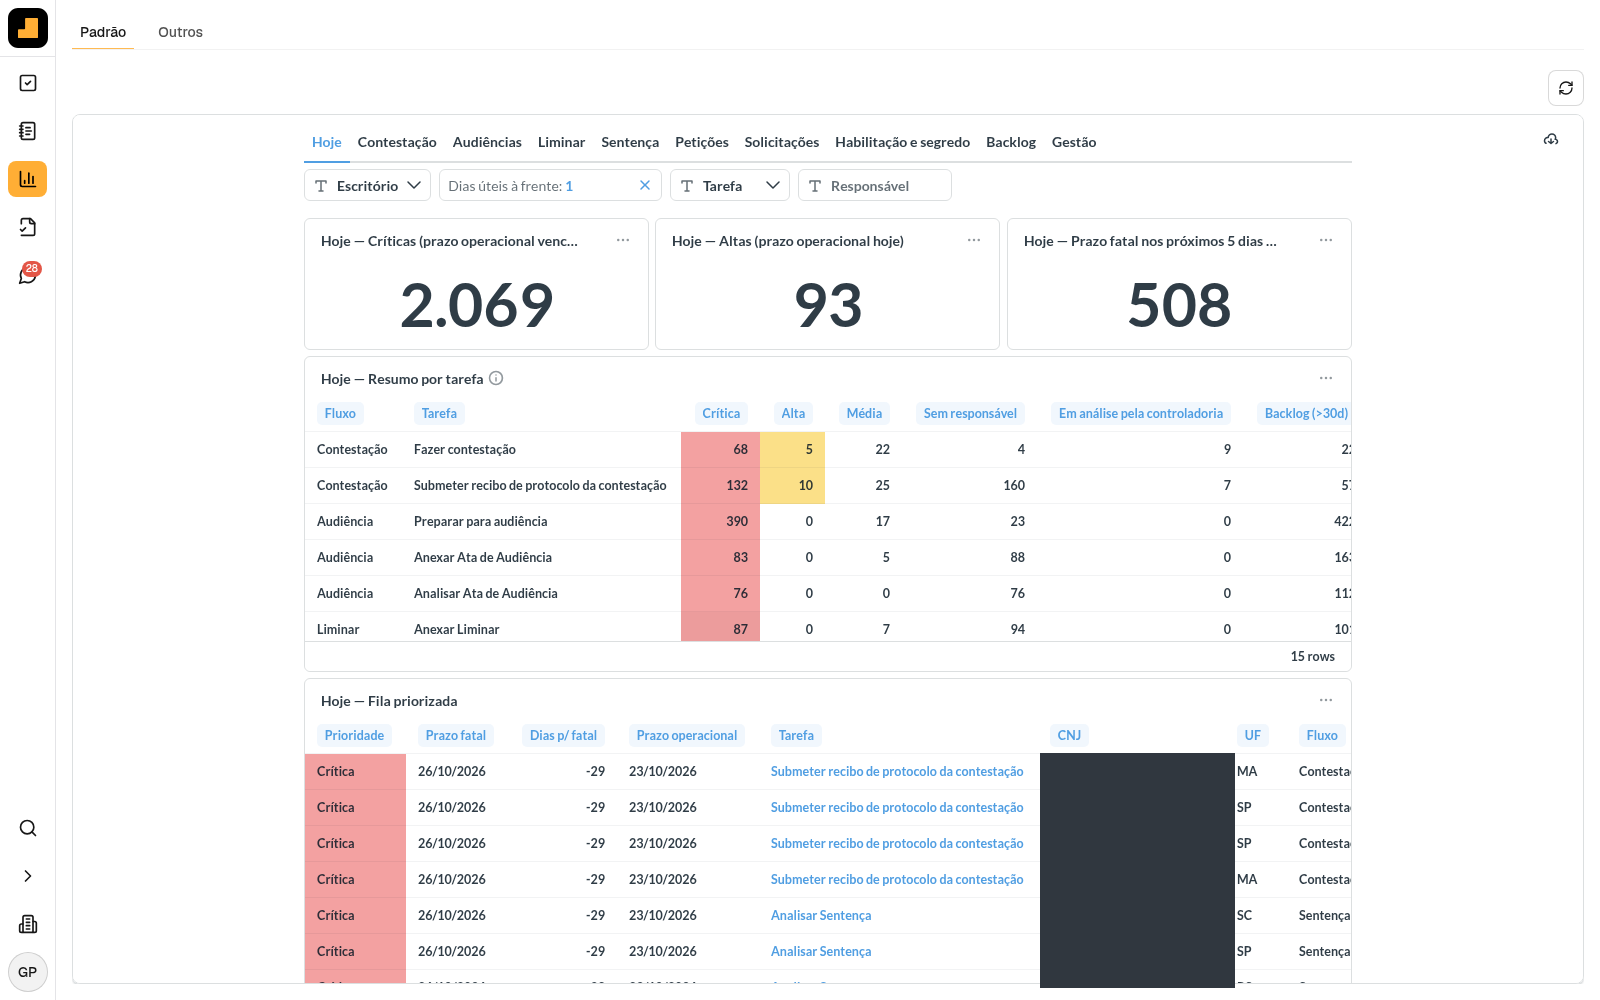 Padrão Outros
28
Hoje Contestação Audiências Liminar Sentença Petições Solicitações Habilitação e segredo Backlog Gestão
Escritório Dias úteis à frente: 1 Tarefa Responsável
Hoje — Críticas (prazo operacional venc... Hoje — Altas (prazo operacional hoje) Hoje — Prazo fatal nos próximos 5 dias ...
2.069 93 508
Hoje — Resumo por tarefa
Fluxo Tarefa Crítica Alta Média Sem responsável Em análise pela controladoria Backlog (>30d)
Contestação Fazer contestação 68 5 22 4 9
Contestação Submeter recibo de protocolo da contestação 132 10 25 160 7
Audiência Preparar para audiência 390 0 17 23 0 422
Audiência Anexar Ata de Audiência 83 0 5 88 0 163
Audiência Analisar Ata de Audiência 76 0 0 76 0 112
Liminar Anexar Liminar 87 0 7 94 0 101
15 rows
Hoje — Fila priorizada
Prioridade Prazo fatal Dias p/ fatal Prazo operacional Tarefa CNJ UF Fluxo
Crítica 26/10/2026 -29 23/10/2026 Submeter recibo de protocolo da contestação MA Contesta
Crítica 26/10/2026 -29 23/10/2026 Submeter recibo de protocolo da contestação SP Contesta
Crítica 26/10/2026 -29 23/10/2026 Submeter recibo de protocolo da contestação SP Contesta
Crítica 26/10/2026 -29 23/10/2026 Submeter recibo de protocolo da contestação MA Contesta
Crítica 26/10/2026 -29 23/10/2026 Analisar Sentença SC Sentença
Crítica 26/10/2026 -29 23/10/2026 Analisar Sentença SP Sentença
GP